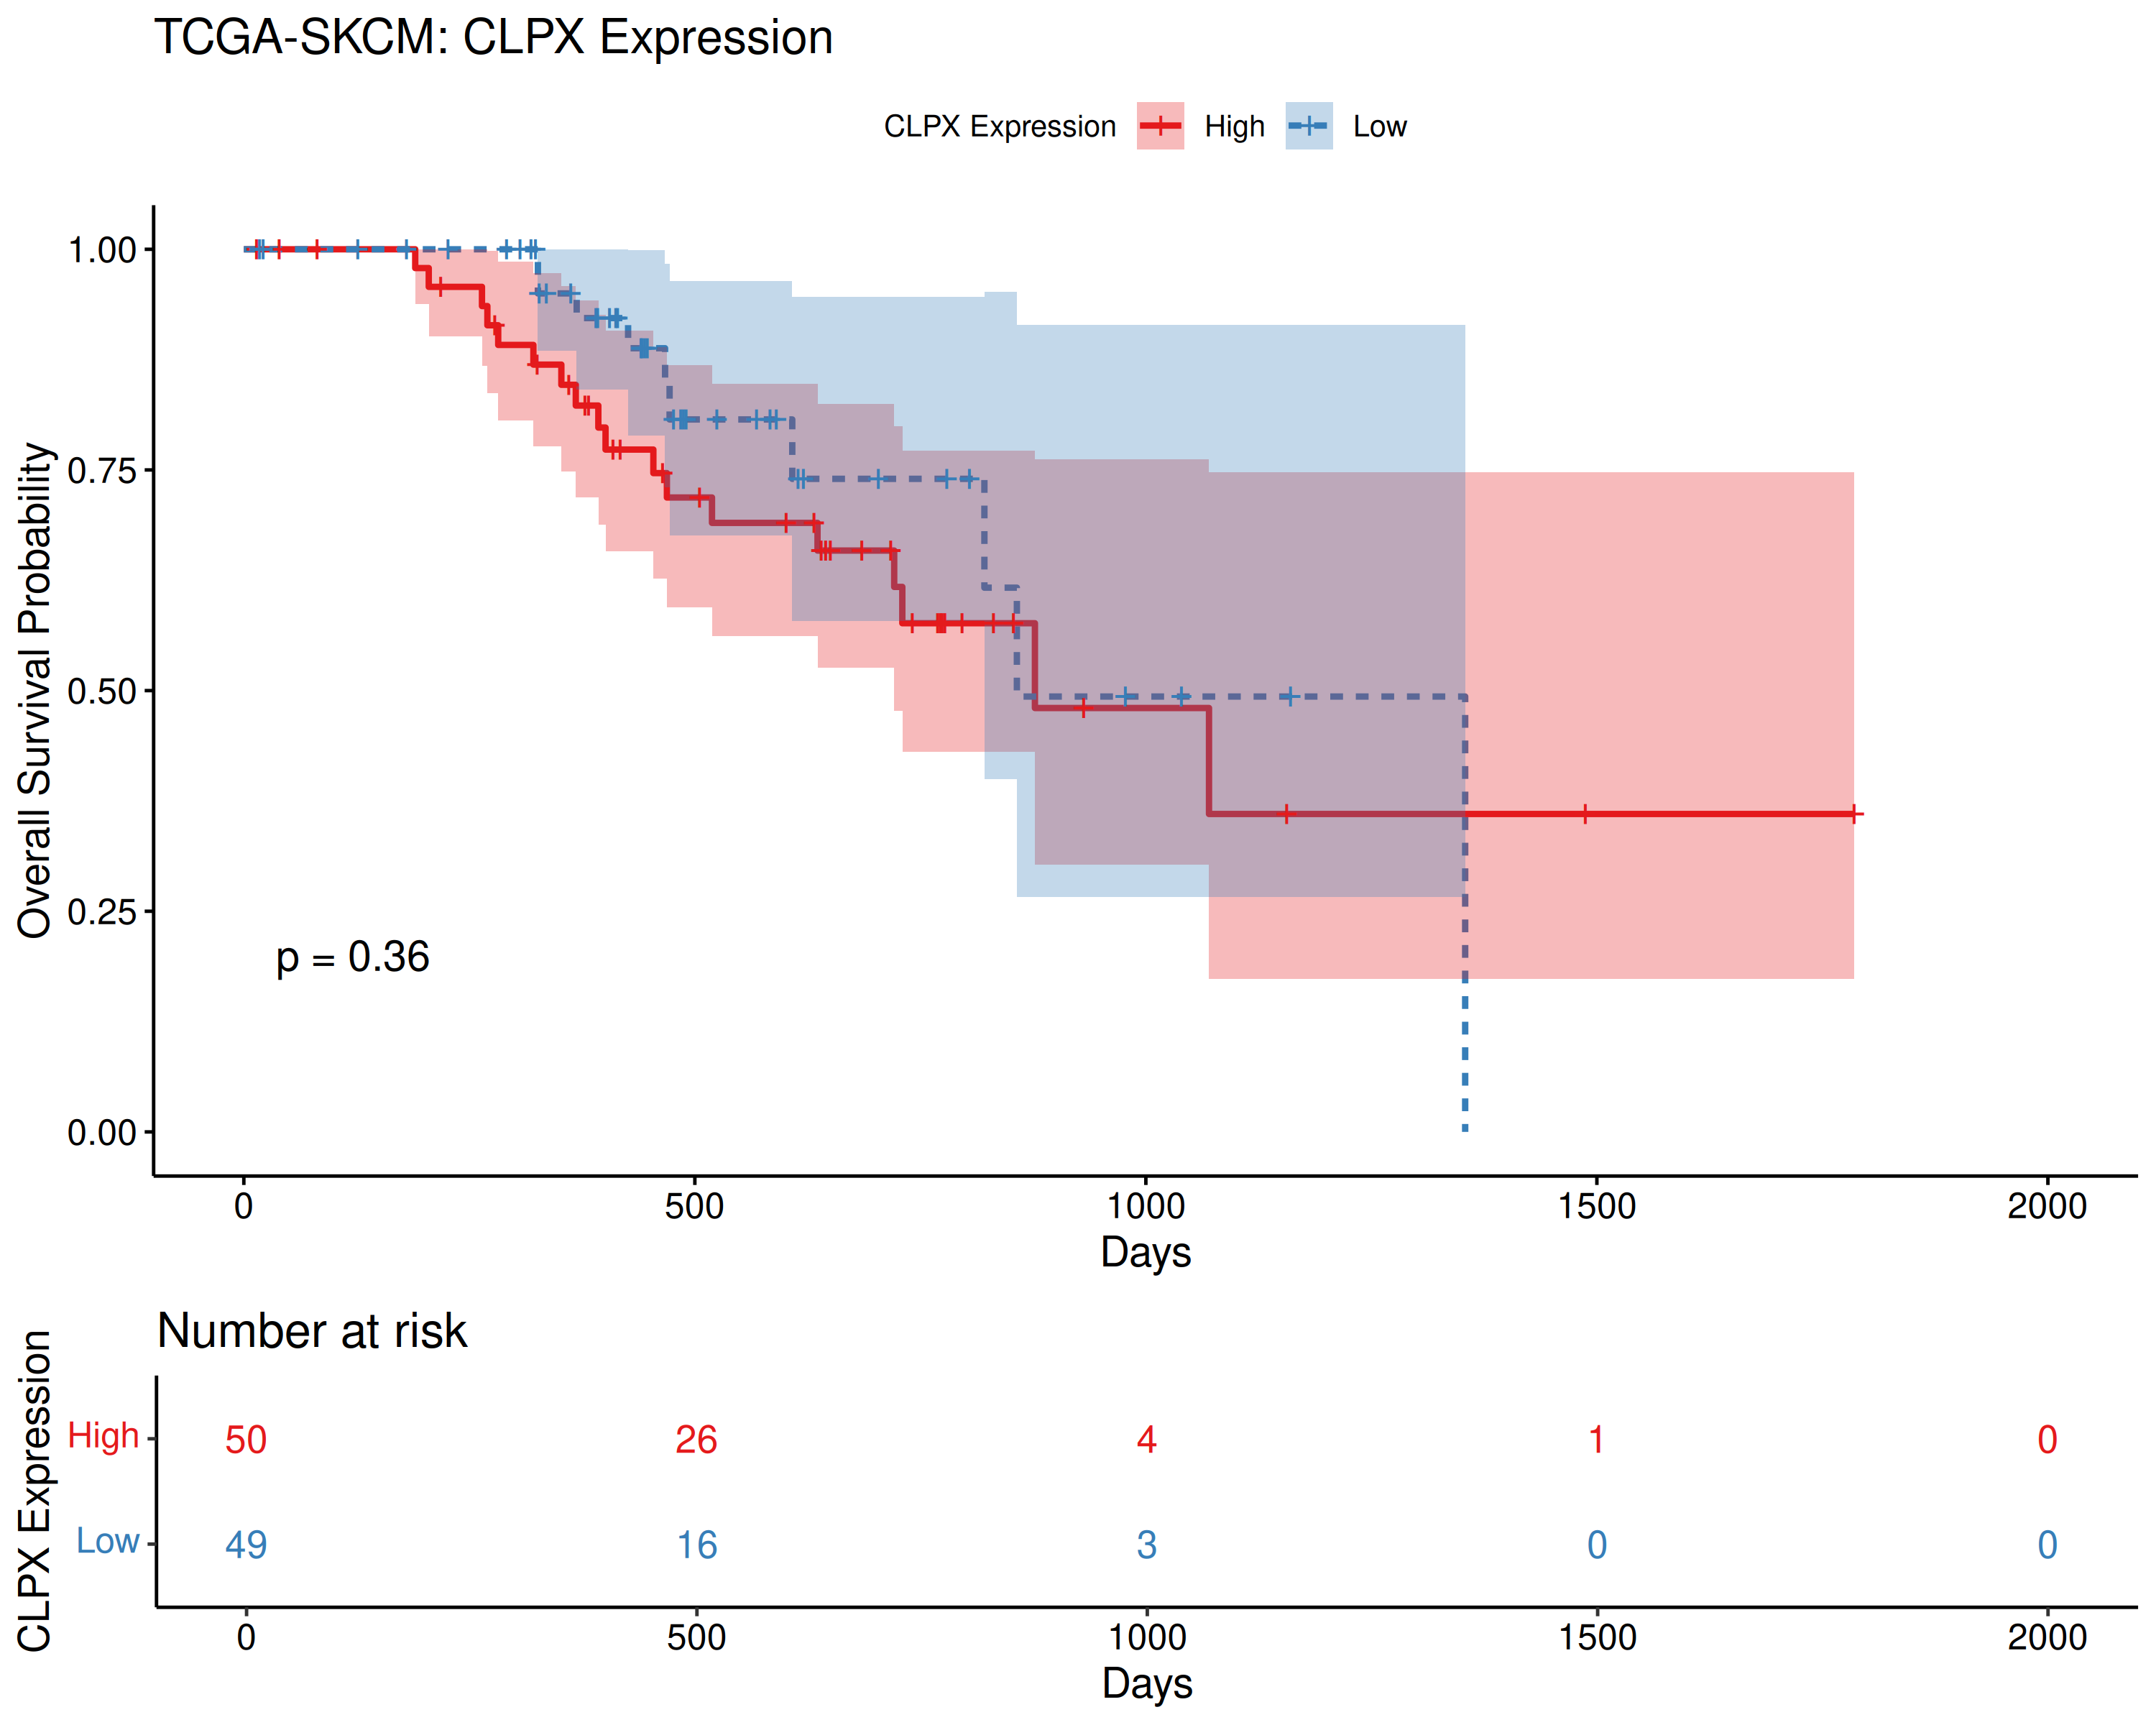 TCGA-SKCM: CLPX Expression
CLPX Expression High Low
Overall Survival Probability
1.00
0.75
0.50
0.25
0.00
p = 0.36
0 500 1000 1500 2000
Days
Number at risk
CLPX Expression
High 50 26 4 1 0
Low 49 16 3 0 0
0 500 1000 1500 2000
Days